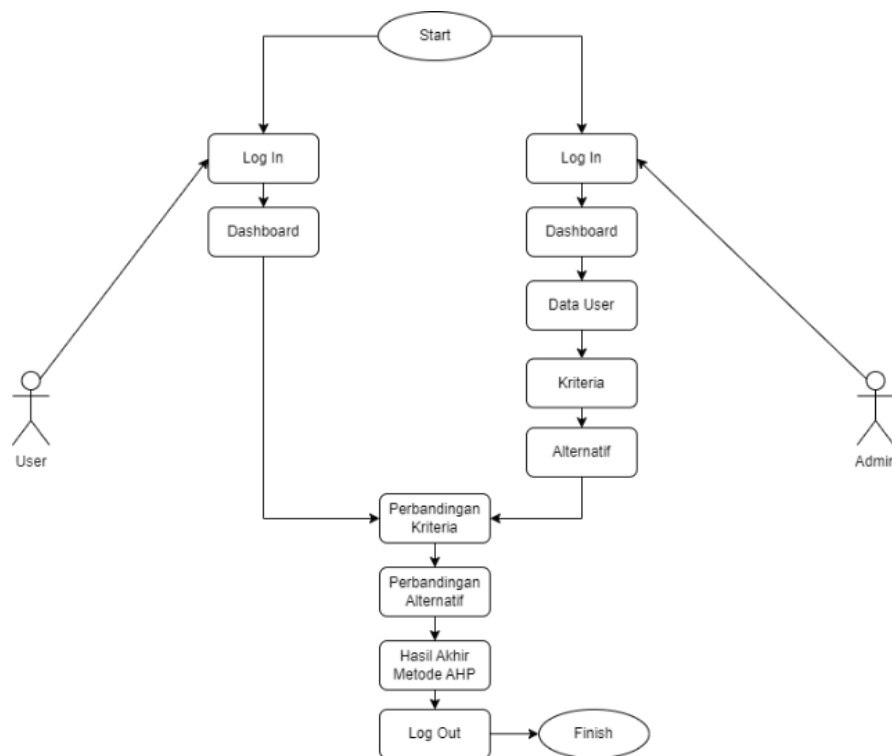 Start
Log In
Log In
Dashboard
Dashboard
Data User
Kriteria
Alternatif
User
Admin
Perbandingan
Kriteria
Perbandingan
Alternatif
Hasil Akhir
Metode AHP
Log Out
Finish